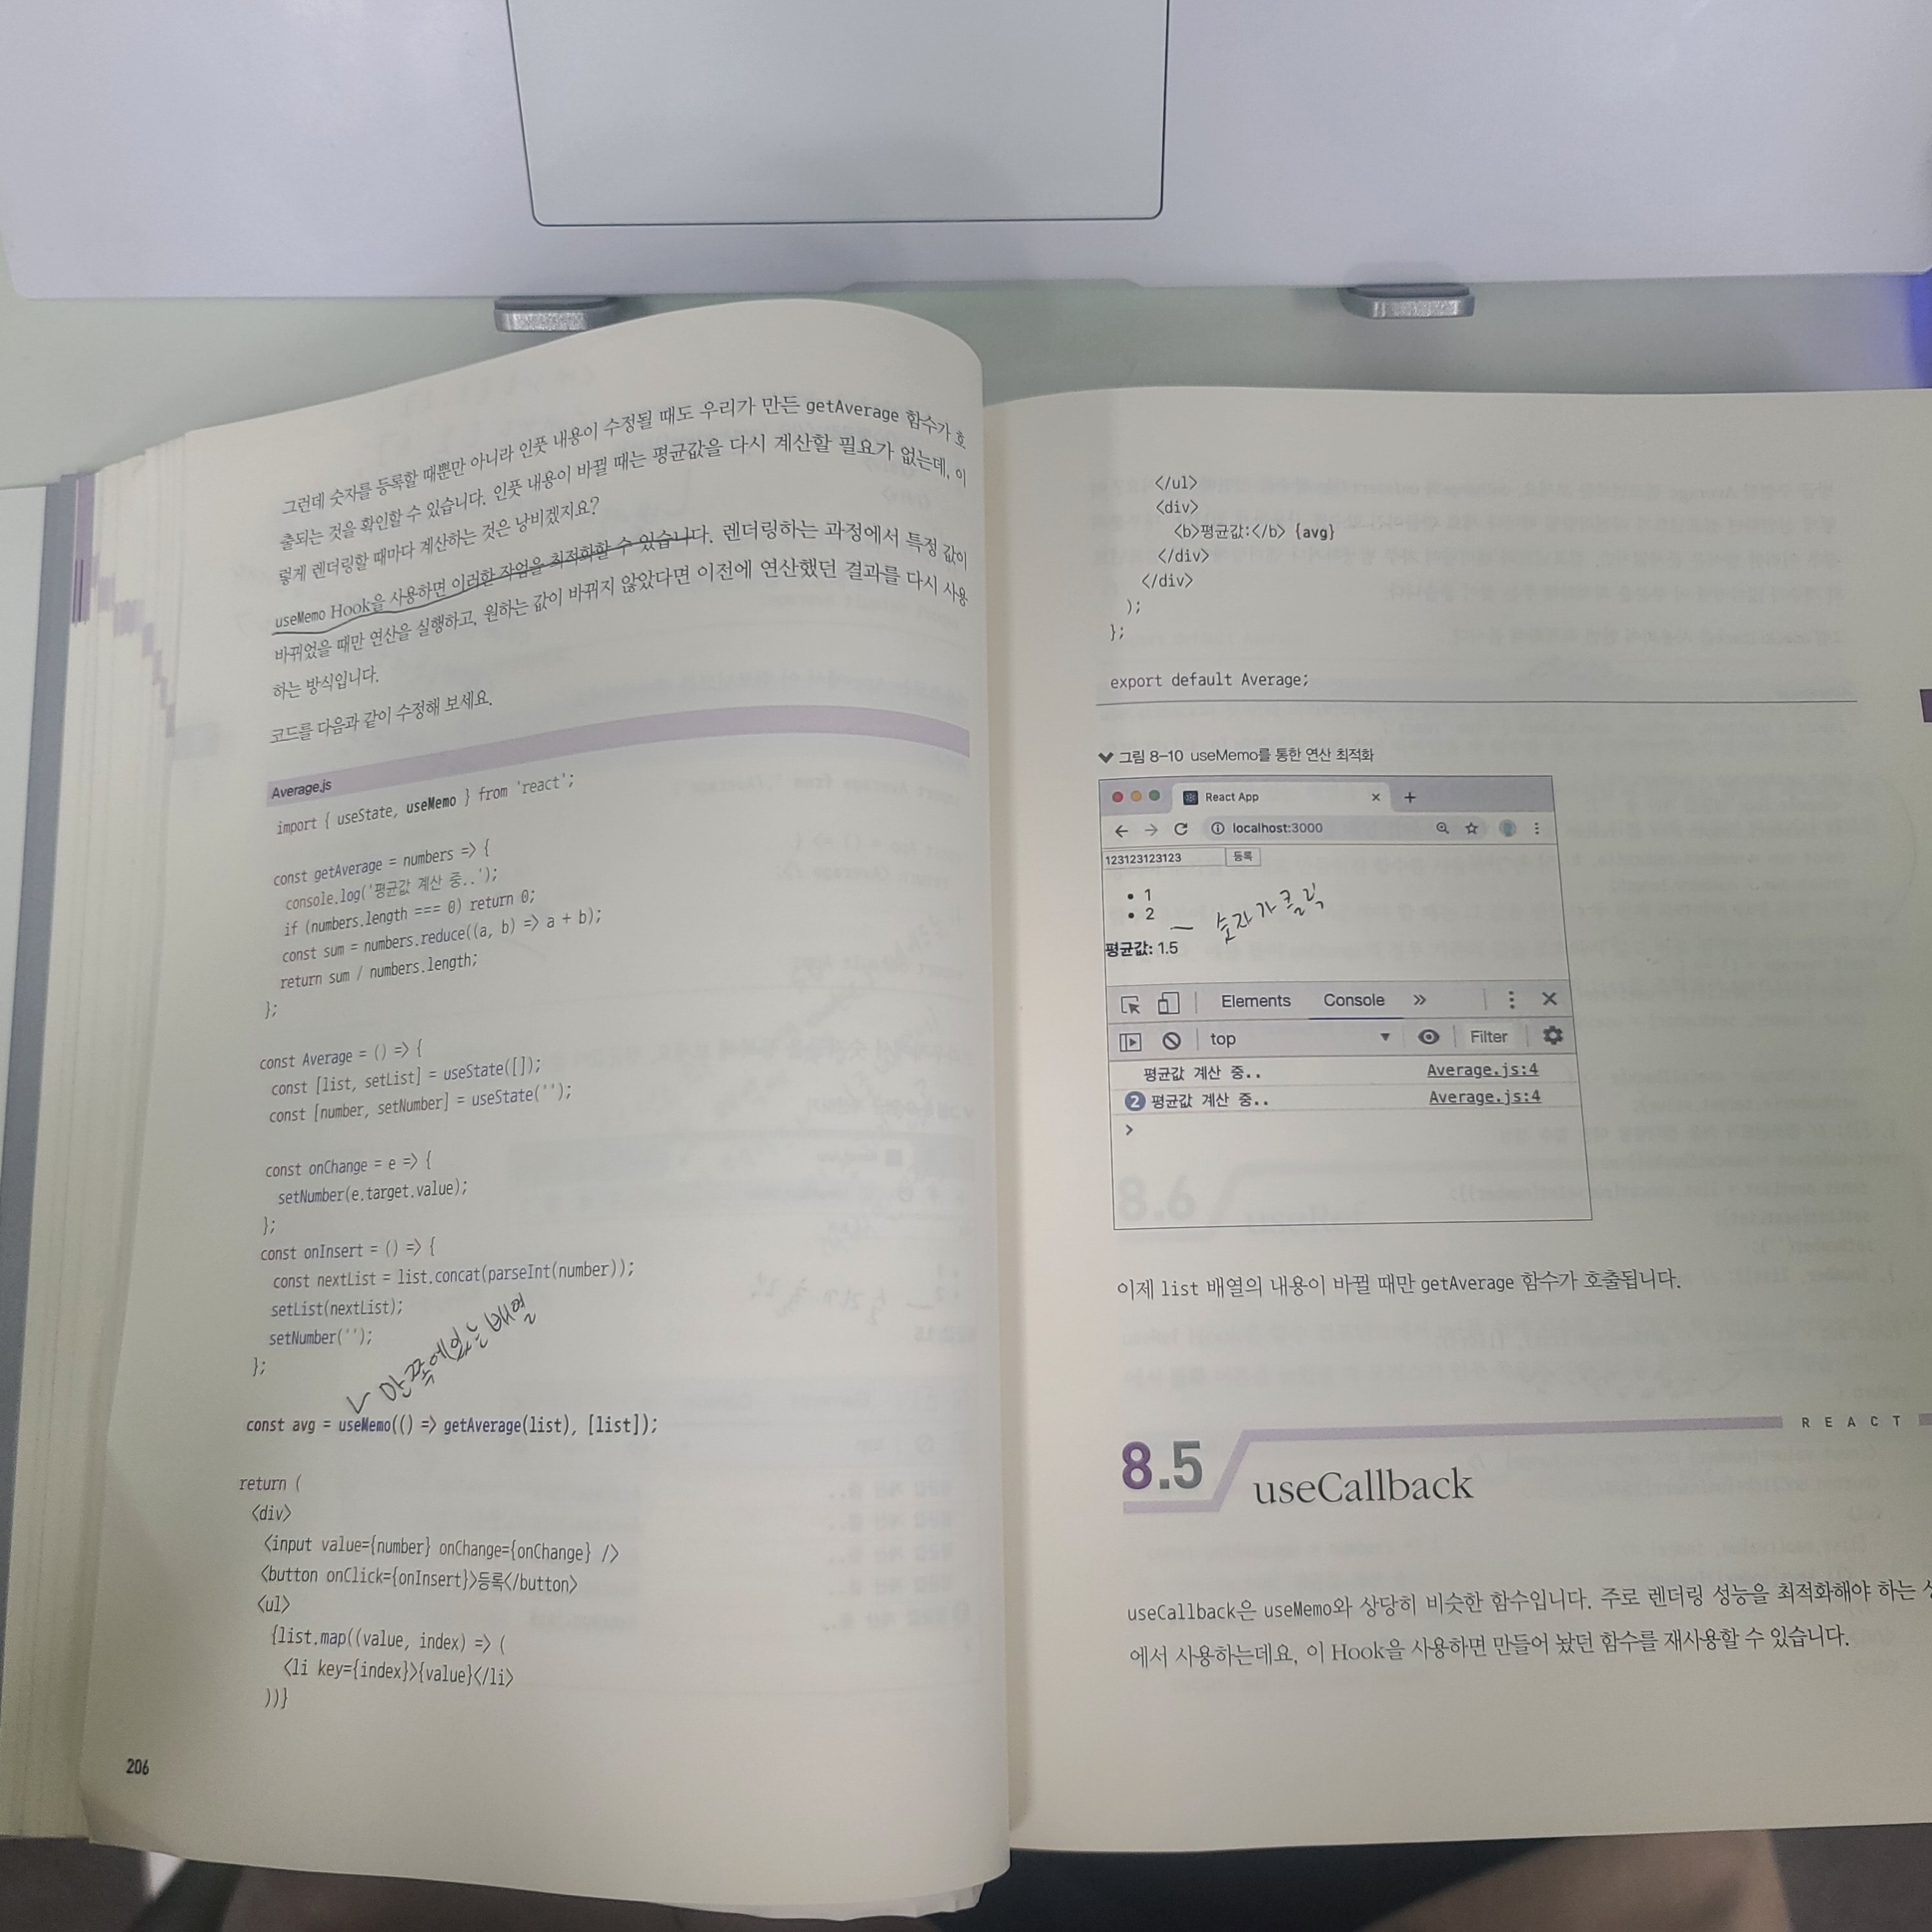 그런데 숫자를 등록할 때뿐만 아니라 인풋 내용이 수정될 때도 우리가 만든 getAverage 함수가 호
출되는 것을 확인할 수 있습니다. 인풋 내용이 바뀔 때는 평균값을 다시 계산할 필요가 없는데, 이
렇게 렌더링할 때마다 계산하는 것은 낭비겠지요?
useMemo Hook을 사용하면 이러한 작업을 최적화할 수 있습니다. 렌더링하는 과정에서 특정 값이
바뀌었을 때만 연산을 실행하고, 원하는 값이 바뀌지 않았다면 이전에 연산했던 결과를 다시 사용
하는 방식입니다.
코드를 다음과 같이 수정해 보세요.
Average.js
import { useState, useMemo } from 'react';
const getAverage = numbers => {
console.log('평균값 계산 중..');
if (numbers.length === 0) return 0;
const sum = numbers.reduce((a, b) => a + b);
return sum / numbers.length;
};
const Average = () => {
const [list, setList] = useState([]);
const [number, setNumber] = useState('');
const onChange = e => {
setNumber(e.target.value);
};
const onInsert = () => {
const nextList = list.concat(parseInt(number));
setList(nextList);
setNumber('');
};
const avg = useMemo(() => getAverage(list), [list]);
return (
<div>
<input value={number} onChange={onChange} />
<button onClick={onInsert}>등록</button>
<ul>
{list.map((value, index) => (
<li key={index}>{value}</li>
))}
206
</ul>
<div>
<b>평균값:</b> {avg}
</div>
</div>
);
};
export default Average;
그림 8-10 useMemo를 통한 연산 최적화
React App × +
localhost:3000
123123123123 등록
• 1
• 2
숫자가
평균값: 1.5
Elements Console »
top Filter
평균값 계산 중.. Average.js:4
2 평균값 계산 중.. Average.js:4
>
이제 list 배열의 내용이 바뀔 때만 getAverage 함수가 호출됩니다.
REACT
8.5 useCallback
useCallback은 useMemo와 상당히 비슷한 함수입니다. 주로 렌더링 성능을 최적화해야 하는
에서 사용하는데요, 이 Hook을 사용하면 만들어 놨던 함수를 재사용할 수 있습니다.